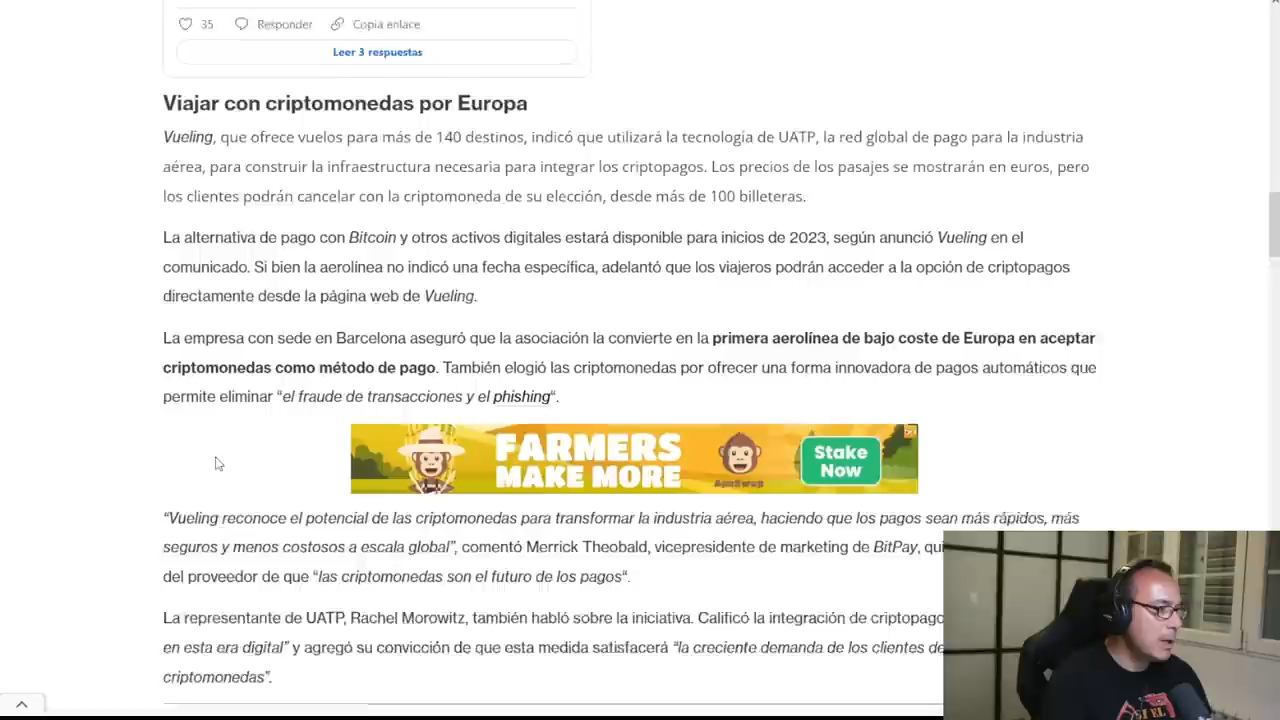 35 Responder Copia enlace
Leer 3 respuestas
Viajar con criptomonedas por Europa
Vueling, que ofrece vuelos para más de 140 destinos, indicó que utilizará la tecnología de UATP, la red global de pago para la industria
aérea, para construir la infraestructura necesaria para integrar los criptopagos. Los precios de los pasajes se mostrarán en euros, pero
los clientes podrán cancelar con la criptomoneda de su elección, desde más de 100 billeteras.
La alternativa de pago con Bitcoin y otros activos digitales estará disponible para inicios de 2023, según anunció Vueling en el
comunicado. Si bien la aerolínea no indicó una fecha específica, adelantó que los viajeros podrán acceder a la opción de criptopagos
directamente desde la página web de Vueling.
La empresa con sede en Barcelona aseguró que la asociación la convierte en la primera aerolínea de bajo coste de Europa en aceptar
criptomonedas como método de pago. También elogió las criptomonedas por ofrecer una forma innovadora de pagos automáticos que
permite eliminar “el fraude de transacciones y el phishing“.
FARMERS
MAKE MORE
ApeSwap
Stake
Now
“Vueling reconoce el potencial de las criptomonedas para transformar la industria aérea, haciendo que los pagos sean más rápidos, más
seguros y menos costosos a escala global”, comentó Merrick Theobald, vicepresidente de marketing de BitPay, qui
del proveedor de que “las criptomonedas son el futuro de los pagos“.
La representante de UATP, Rachel Morowitz, también habló sobre la iniciativa. Calificó la integración de criptopago
en esta era digital” y agregó su convicción de que esta medida satisfacerá “la creciente demanda de los clientes de
criptomonedas”.